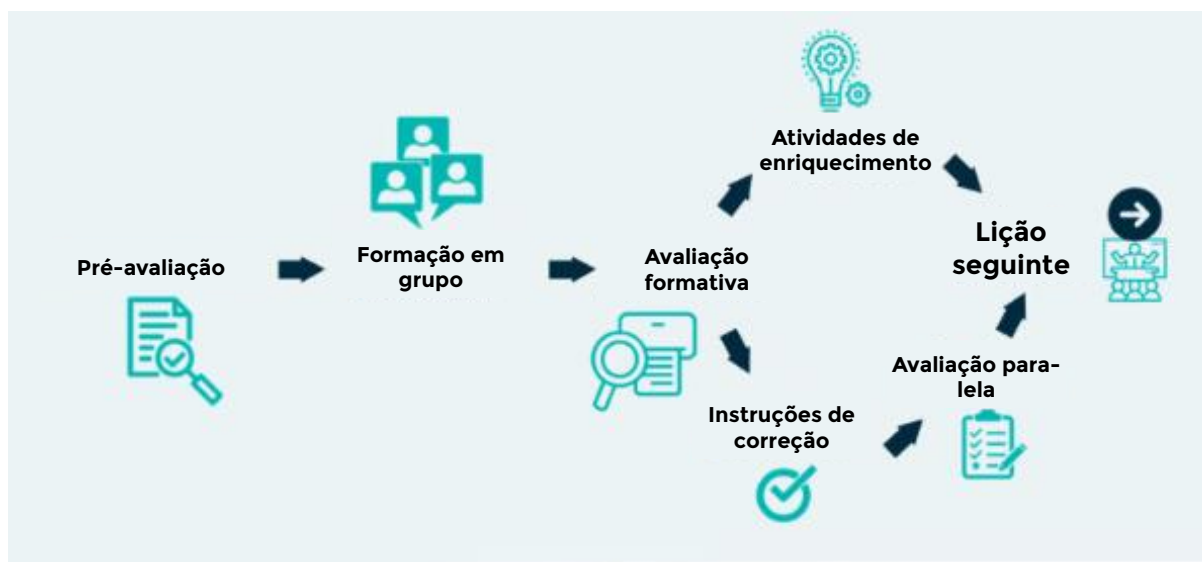 Pré-avaliação
Formação em
grupo
Avaliação
formativa
Atividades de
enriquecimento
Instruções de
correção
Avaliação para-
lela
Lição
seguinte